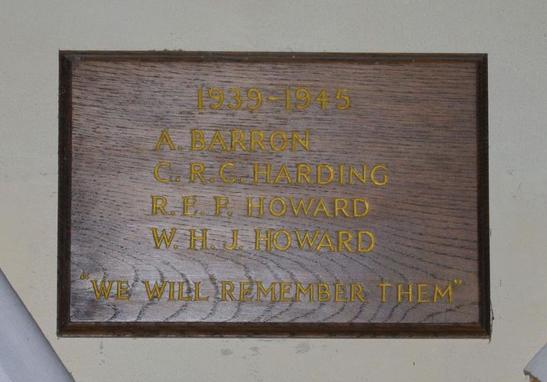 1939-1945
A. BARRON
C. R. C. HARDING
R. E. F. HOWARD
W. H. J. HOWARD
"WE WILL REMEMBER THEM"